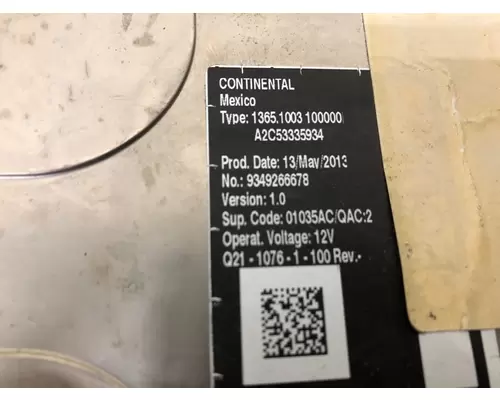 CONTINENTAL
Mexico
Type: 1365.1003 100000
A2C53335934
Prod. Date: 13/May/2013
No.: 9349266678
Version: 1.0
Sup. Code: 01035AC/QAC:2
Operat. Voltage: 12V
Q21 - 1076 - 1 - 100 Rev.-